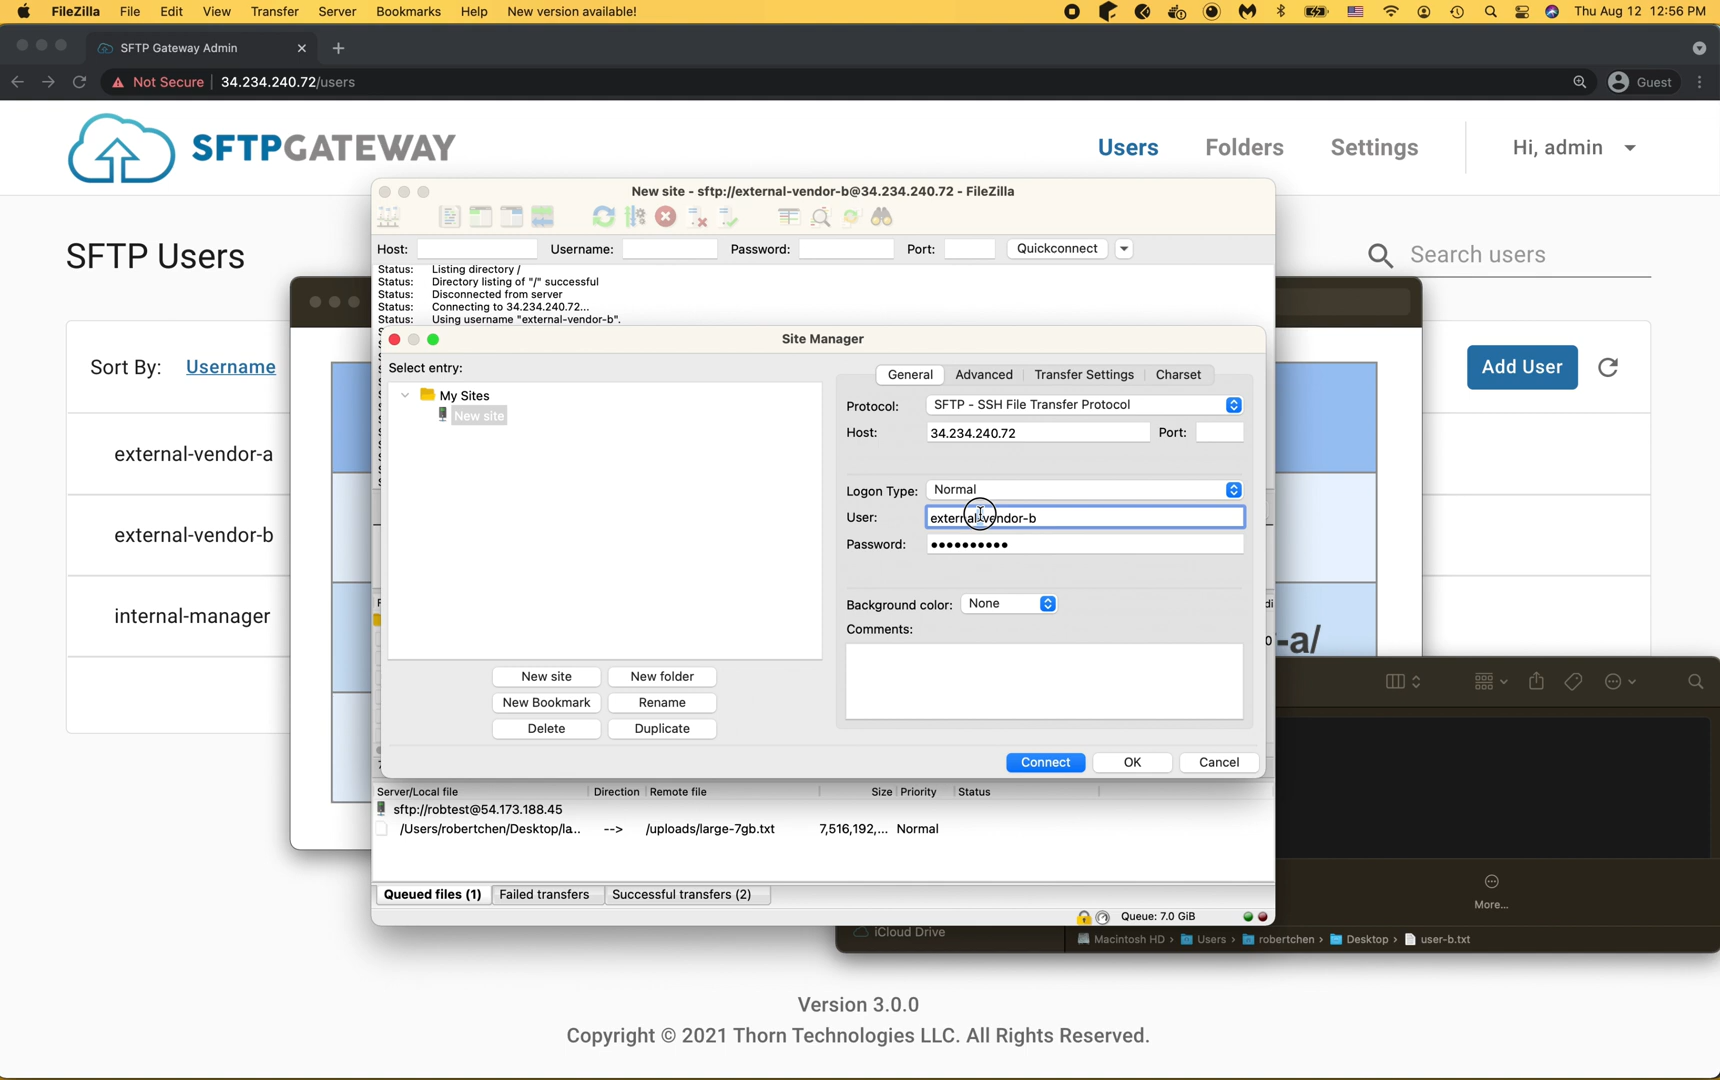 FileZilla File Edit View Transfer Server Bookmarks Help New version available! Thu Aug 12 12:56 PM
SFTP Gateway Admin
Not Secure 34.234.240.72/users Guest
SFTPGATEWAY Users Folders Settings Hi, admin
New site - sftp://external-vendor-b@34.234.240.72 - FileZilla
SFTP Users
Search users
Host: Username: Password: Port: Quickconnect
Status: Listing directory /
Status: Directory listing of "/" successful
Status: Disconnected from server
Status: Connecting to 34.234.240.72...
Status: Using username "external-vendor-b".
Site Manager
Sort By: Username
Add User
Select entry:
General Advanced Transfer Settings Charset
My Sites
New site
Protocol: SFTP - SSH File Transfer Protocol
Host: 34.234.240.72 Port:
external-vendor-a
Logon Type: Normal
User: external-vendor-b
Password: ••••••••••
external-vendor-b
Background color: None
Comments:
internal-manager
-a/
New site New folder
New Bookmark Rename
Delete Duplicate
Connect OK Cancel
Server/Local file Direction Remote file Size Priority Status
sftp://robtest@54.173.188.45
/Users/robertchen/Desktop/la... --> /uploads/large-7gb.txt 7,516,192,... Normal
Queued files (1) Failed transfers Successful transfers (2)
Queue: 7.0 GiB
More...
iCloud Drive
Macintosh HD › Users › robertchen › Desktop › user-b.txt
Version 3.0.0
Copyright © 2021 Thorn Technologies LLC. All Rights Reserved.